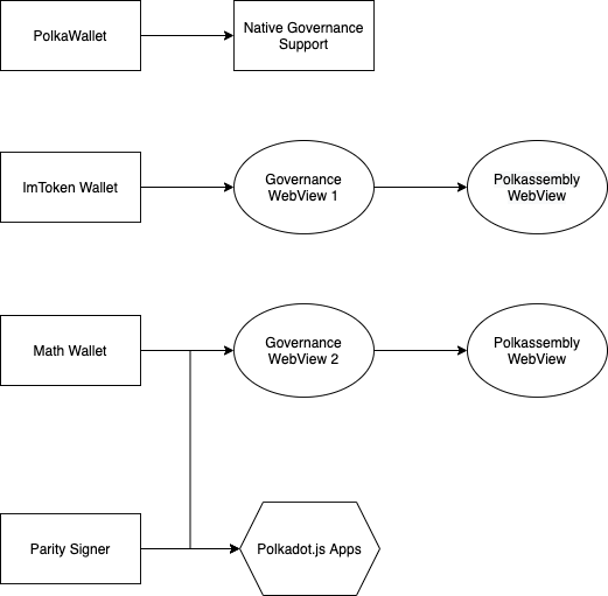 PolkaWallet
Native Governance
Support
ImToken Wallet
Governance
WebView 1
Polkassembly
WebView
Math Wallet
Governance
WebView 2
Polkassembly
WebView
Parity Signer
Polkadot.js Apps